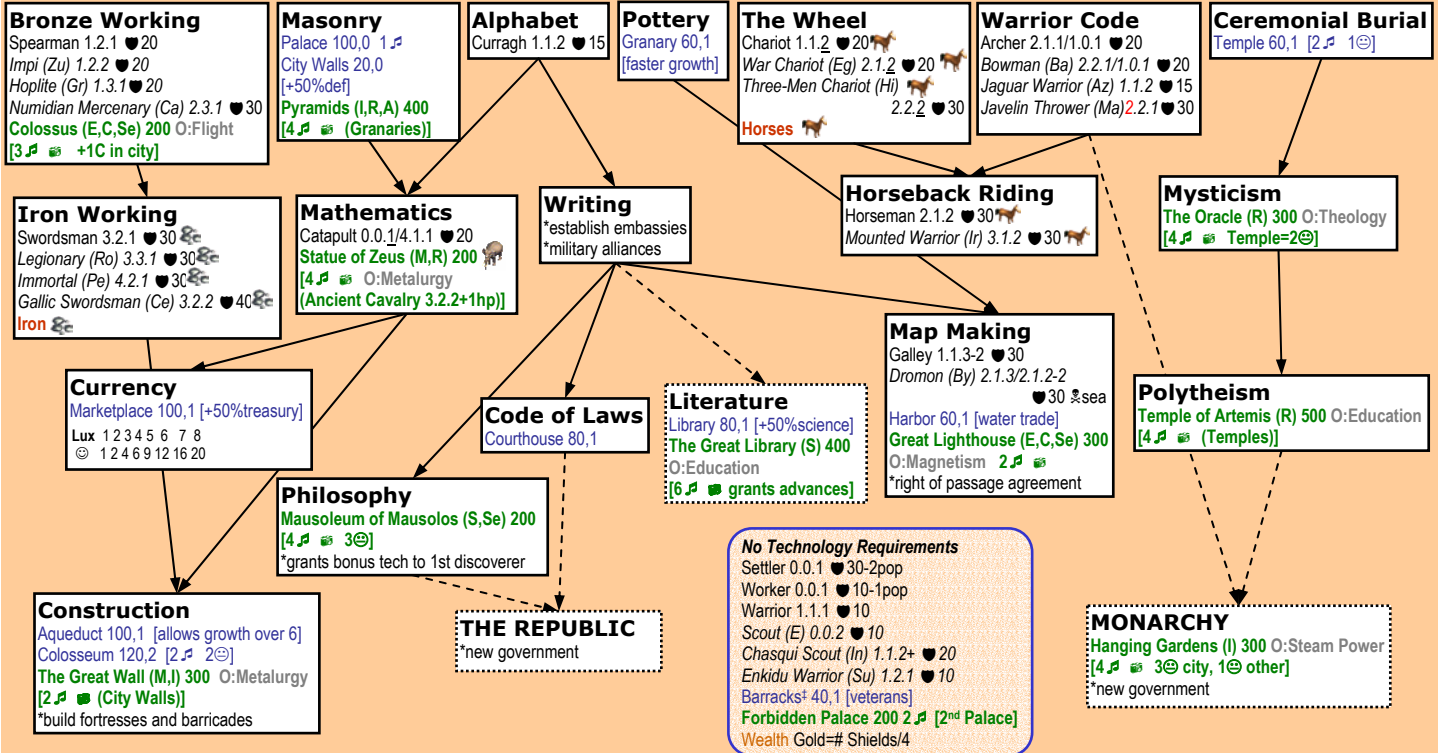 Bronze Working
Spearman 1.2.1 20
Impi (Zu) 1.2.2 20
Hoplite (Gr) 1.3.1 20
Numidian Mercenary (Ca) 2.3.1 30
Colossus (E,C,Se) 200 O:Flight
[3 +1C in city]
Masonry
Palace 100,0 1
City Walls 20,0
[+50%def]
Pyramids (I,R,A) 400
[4 (Granaries)]
Alphabet
Curragh 1.1.2 15
Pottery
Granary 60,1
[faster growth]
The Wheel
Chariot 1.1.2 20
War Chariot (Eg) 2.1.2 20
Three-Men Chariot (Hi)
2.2.2 30
Horses
Warrior Code
Archer 2.1.1/1.0.1 20
Bowman (Ba) 2.2.1/1.0.1 20
Jaguar Warrior (Az) 1.1.2 15
Javelin Thrower (Ma)2.2.1 30
Ceremonial Burial
Temple 60,1 [2 1]
Iron Working
Swordsman 3.2.1 30
Legionary (Ro) 3.3.1 30
Immortal (Pe) 4.2.1 30
Gallic Swordsman (Ce) 3.2.2 40
Iron
Mathematics
Catapult 0.0.1/4.1.1 20
Statue of Zeus (M,R) 200
[4 O:Metalurgy
(Ancient Cavalry 3.2.2+1hp)]
Writing
*establish embassies
*military alliances
Horseback Riding
Horseman 2.1.2 30
Mounted Warrior (Ir) 3.1.2 30
Mysticism
The Oracle (R) 300 O:Theology
[4 Temple=2]
Currency
Marketplace 100,1 [+50%treasury]
Lux 1 2 3 4 5 6 7 8
☺ 1 2 4 6 9 12 16 20
Code of Laws
Courthouse 80,1
Literature
Library 80,1 [+50%science]
The Great Library (S) 400
O:Education
[6 grants advances]
Map Making
Galley 1.1.3-2 30
Dromon (By) 2.1.3/2.1.2-2
30 sea
Harbor 60,1 [water trade]
Great Lighthouse (E,C,Se) 300
O:Magnetism 2
*right of passage agreement
Polytheism
Temple of Artemis (R) 500 O:Education
[4 (Temples)]
Philosophy
Mausoleum of Mausolos (S,Se) 200
[4 3]
*grants bonus tech to 1st discoverer
Construction
Aqueduct 100,1 [allows growth over 6]
Colosseum 120,2 [2 2]
The Great Wall (M,I) 300 O:Metalurgy
[2 (City Walls)]
*build fortresses and barricades
THE REPUBLIC
*new government
No Technology Requirements
Settler 0.0.1 30-2pop
Worker 0.0.1 10-1pop
Warrior 1.1.1 10
Scout (E) 0.0.2 10
Chasqui Scout (In) 1.1.2+ 20
Enkidu Warrior (Su) 1.2.1 10
Barracks‡ 40,1 [veterans]
Forbidden Palace 200 2 [2nd Palace]
Wealth Gold=# Shields/4
MONARCHY
Hanging Gardens (I) 300 O:Steam Power
[4 3 city, 1 other]
*new government